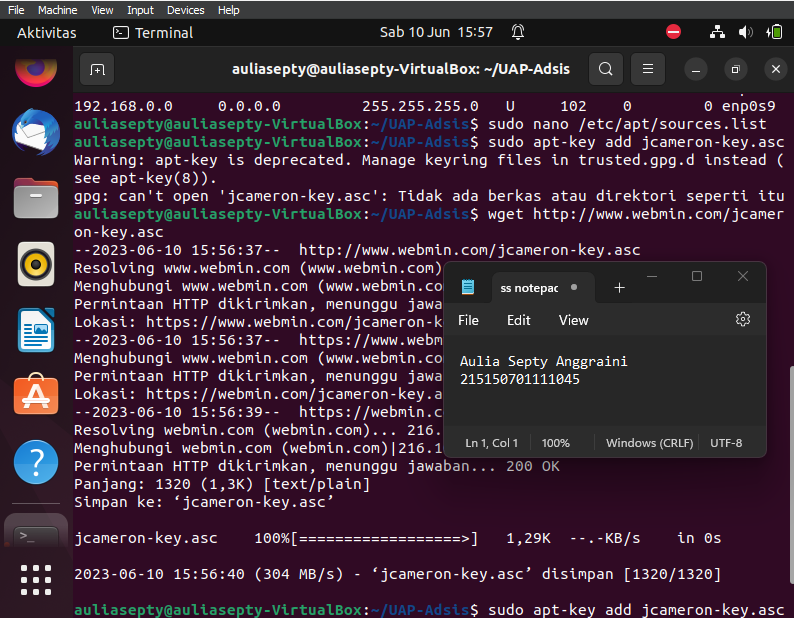 File Machine View Input Devices Help
Aktivitas Terminal Sab 10 Jun 15:57
auliasepty@auliasepty-VirtualBox: ~/UAP-Adsis
192.168.0.0 0.0.0.0 255.255.255.0 U 102 0 0 enp0s9
auliasepty@auliasepty-VirtualBox:~/UAP-Adsis$ sudo nano /etc/apt/sources.list
auliasepty@auliasepty-VirtualBox:~/UAP-Adsis$ sudo apt-key add jcameron-key.asc
Warning: apt-key is deprecated. Manage keyring files in trusted.gpg.d instead (
see apt-key(8)).
gpg: can't open 'jcameron-key.asc': Tidak ada berkas atau direktori seperti itu
auliasepty@auliasepty-VirtualBox:~/UAP-Adsis$ wget http://www.webmin.com/jcamer
on-key.asc
--2023-06-10 15:56:37-- http://www.webmin.com/jcameron-key.asc
Resolving www.webmin.com (www.webmin.com)
Menghubungi www.webmin.com (www.webmin.co
Permintaan HTTP dikirimkan, menunggu jawa
Lokasi: https://www.webmin.com/jcameron-k
--2023-06-10 15:56:37-- https://www.webm
Menghubungi www.webmin.com (www.webmin.co
Permintaan HTTP dikirimkan, menunggu jawa
Lokasi: https://webmin.com/jcameron-key.a
--2023-06-10 15:56:39-- https://webmin.c
Resolving webmin.com (webmin.com)... 216.
Menghubungi webmin.com (webmin.com)|216.1
Permintaan HTTP dikirimkan, menunggu jawaban... 200 OK
Panjang: 1320 (1,3K) [text/plain]
Simpan ke: ‘jcameron-key.asc’
jcameron-key.asc 100%[===================>] 1,29K --.-KB/s in 0s
2023-06-10 15:56:40 (304 MB/s) - ‘jcameron-key.asc’ disimpan [1320/1320]
auliasepty@auliasepty-VirtualBox:~/UAP-Adsis$ sudo apt-key add jcameron-key.asc
ss notepac
File Edit View
Aulia Septy Anggraini
215150701111045
Ln 1, Col 1 100% Windows (CRLF) UTF-8